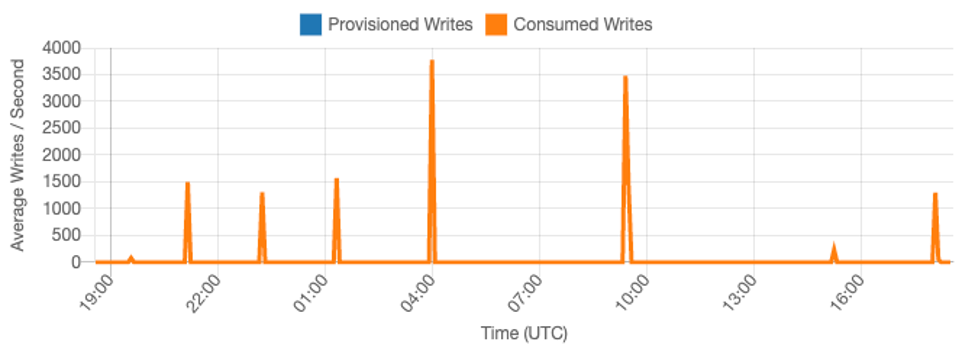 Provisioned Writes Consumed Writes
4000
3500
3000
2500
2000
1500
1000
500
0
Average Writes / Second
19:00 22:00 01:00 04:00 07:00 10:00 13:00 16:00
Time (UTC)